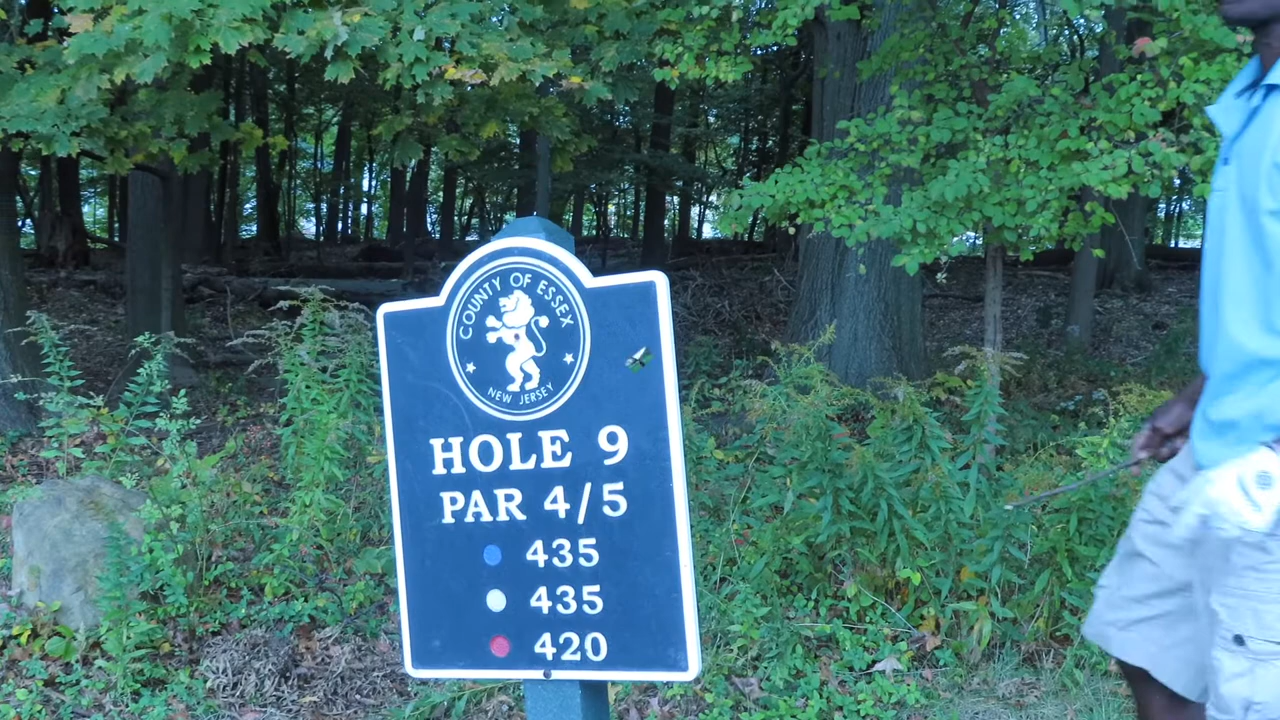 COUNTY OF ESSEX
NEW JERSEY
HOLE 9
PAR 4/5
435
435
420